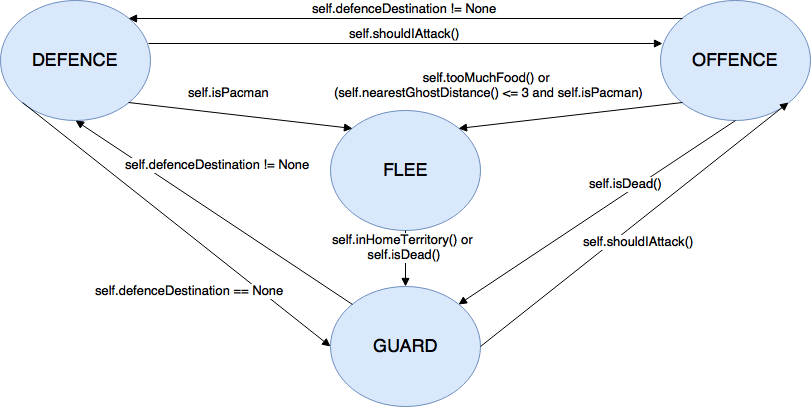 self.defenceDestination != None
self.shouldIAttack()
DEFENCE
OFFENCE
self.tooMuchFood() or
(self.nearestGhostDistance() <= 3 and self.isPacman)
self.isPacman
self.defenceDestination != None
FLEE
self.isDead()
self.inHomeTerritory() or
self.isDead()
self.shouldIAttack()
self.defenceDestination == None
GUARD